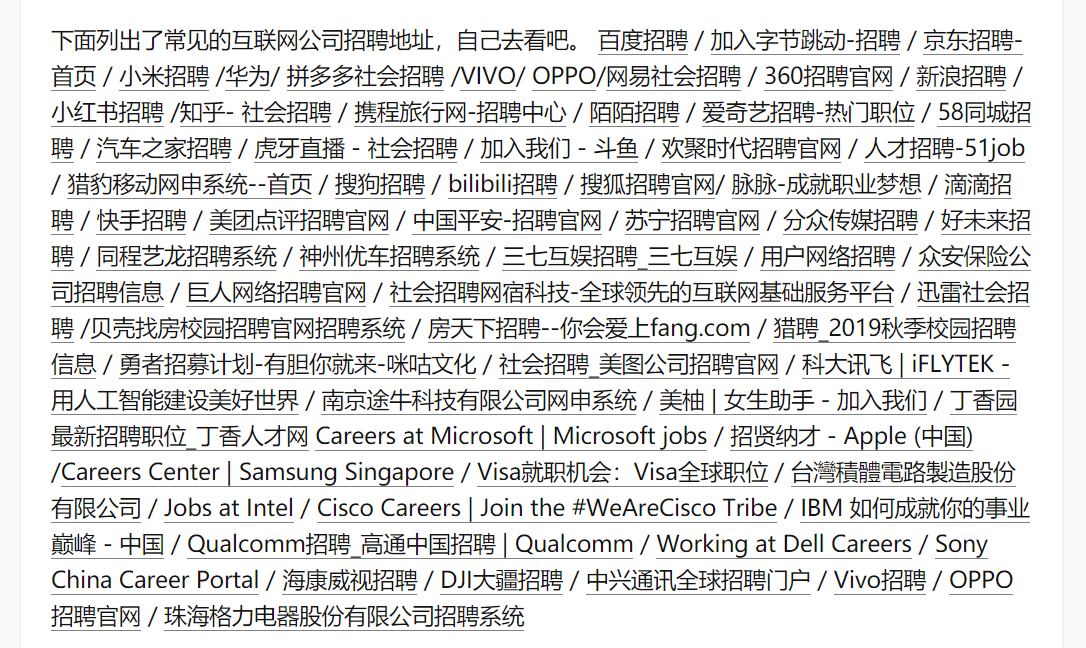 下面列出了常见的互联网公司招聘地址，自己去看吧。 百度招聘 / 加入字节跳动-招聘 / 京东招聘-
首页 / 小米招聘 /华为/ 拼多多社会招聘 /VIVO/ OPPO/网易社会招聘 / 360招聘官网 / 新浪招聘 /
小红书招聘 /知乎- 社会招聘 / 携程旅行网-招聘中心 / 陌陌招聘 / 爱奇艺招聘-热门职位 / 58同城招
聘 / 汽车之家招聘 / 虎牙直播 - 社会招聘 / 加入我们 - 斗鱼 / 欢聚时代招聘官网 / 人才招聘-51job
/ 猎豹移动网申系统--首页 / 搜狗招聘 / bilibili招聘 / 搜狐招聘官网/ 脉脉-成就职业梦想 / 滴滴招
聘 / 快手招聘 / 美团点评招聘官网 / 中国平安-招聘官网 / 苏宁招聘官网 / 分众传媒招聘 / 好未来招
聘 / 同程艺龙招聘系统 / 神州优车招聘系统 / 三七互娱招聘_三七互娱 / 用户网络招聘 / 众安保险公
司招聘信息 / 巨人网络招聘官网 / 社会招聘网宿科技-全球领先的互联网基础服务平台 / 迅雷社会招
聘 /贝壳找房校园招聘官网招聘系统 / 房天下招聘--你会爱上fang.com / 猎聘_2019秋季校园招聘
信息 / 勇者招募计划-有胆你就来-咪咕文化 / 社会招聘_美图公司招聘官网 / 科大讯飞 | iFLYTEK -
用人工智能建设美好世界 / 南京途牛科技有限公司网申系统 / 美柚 | 女生助手 - 加入我们 / 丁香园
最新招聘职位_丁香人才网 Careers at Microsoft | Microsoft jobs / 招贤纳才 - Apple (中国)
/Careers Center | Samsung Singapore / Visa就职机会：Visa全球职位 / 台灣積體電路製造股份
有限公司 / Jobs at Intel / Cisco Careers | Join the #WeAreCisco Tribe / IBM 如何成就你的事业
巅峰 - 中国 / Qualcomm招聘_高通中国招聘 | Qualcomm / Working at Dell Careers / Sony
China Career Portal / 海康威视招聘 / DJI大疆招聘 / 中兴通讯全球招聘门户 / Vivo招聘 / OPPO
招聘官网 / 珠海格力电器股份有限公司招聘系统